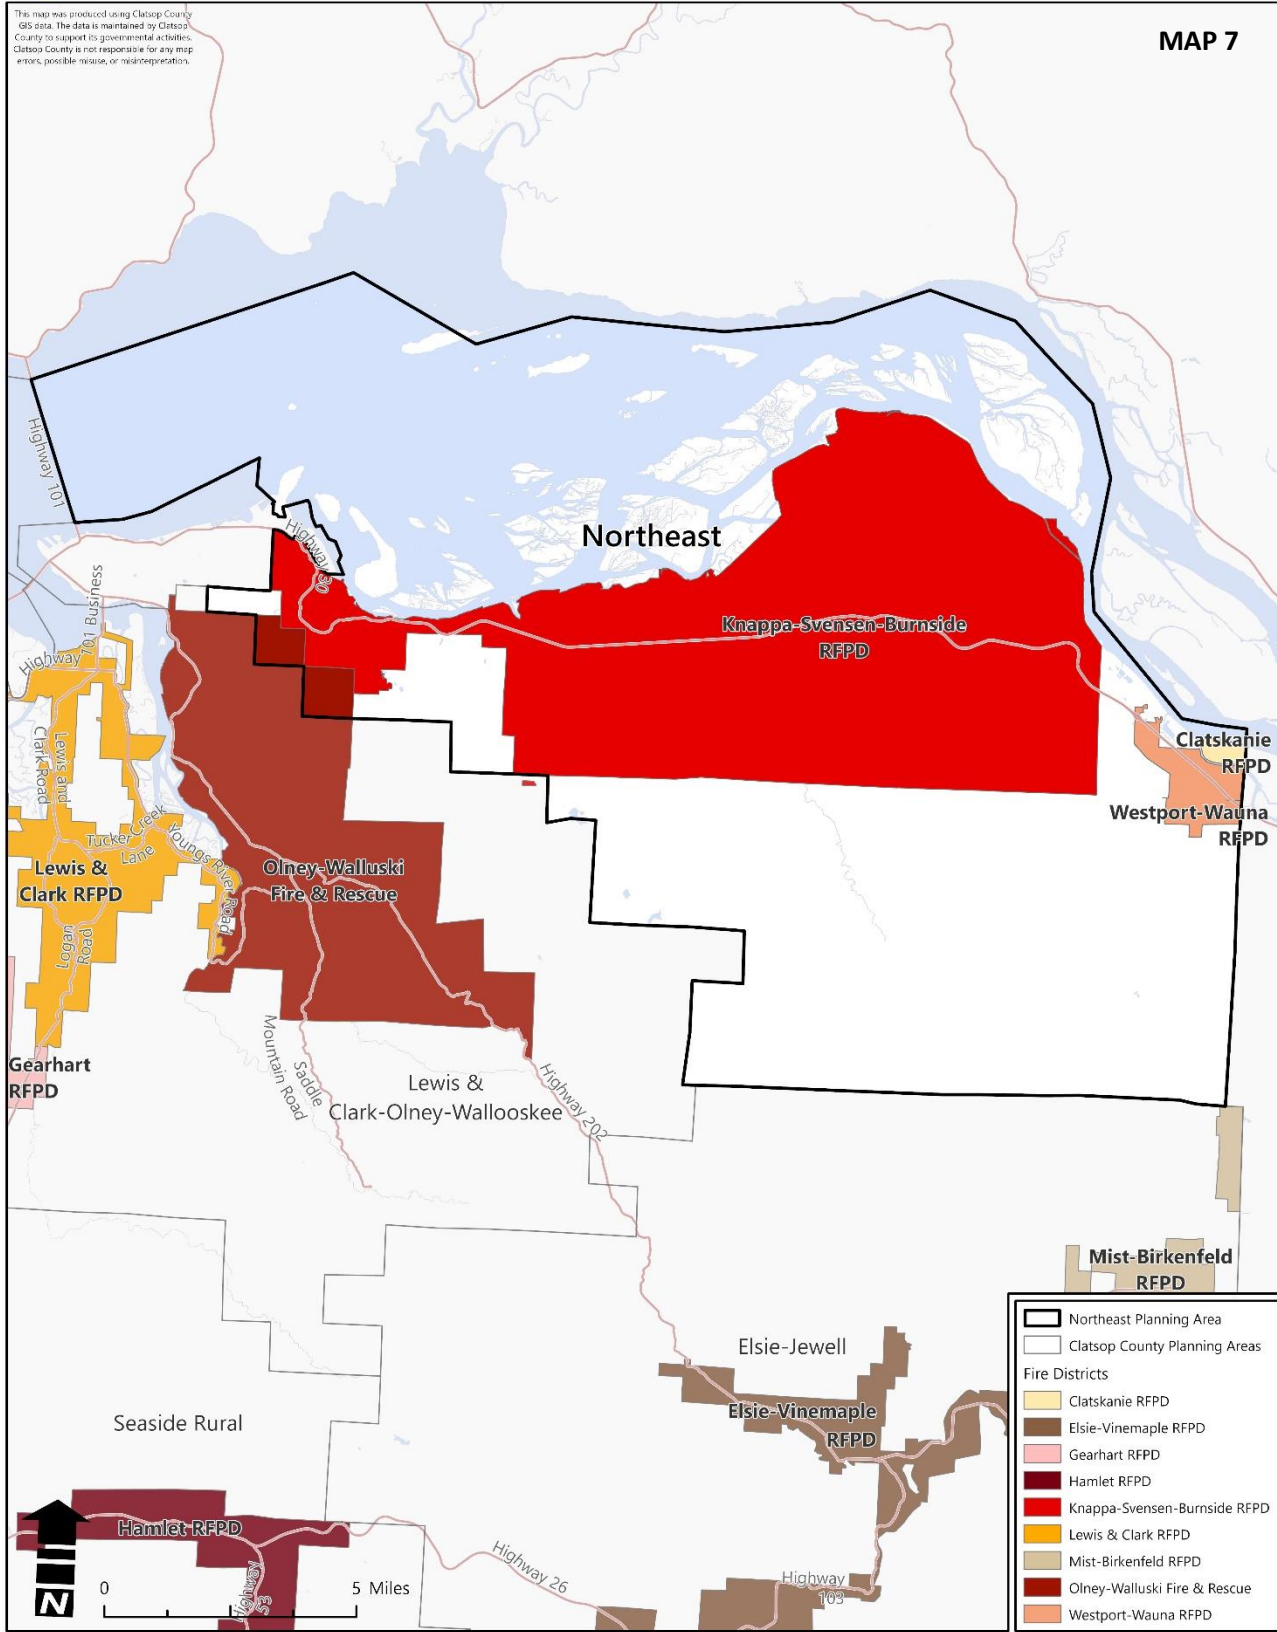 This map was produced using Clatsop County
GIS data. The data is maintained by Clatsop
County to support its governmental activities.
Clatsop County is not responsible for any map
errors, possible misuse, or misinterpretation.
MAP 7
Highway 101
Highway 30
Northeast
Knappa-Svensen-Burnside
RFPD
Highway 101 Business
Lewis and
Clark Road
Clatskanie
RFPD
Westport-Wauna
RFPD
Tucker Creek
Lane
Youngs River Road
Lewis &
Clark RFPD
Olney-Walluski
Fire & Rescue
Logan
Road
Gearhart
RFPD
Saddle
Mountain Road
Lewis &
Clark-Olney-Wallooskee
Highway 202
Mist-Birkenfeld
RFPD
Elsie-Jewell
Elsie-Vinemaple
RFPD
Seaside Rural
Hamlet RFPD
Highway
53
Highway 26
Highway
103
N
0 5 Miles
Northeast Planning Area
Clatsop County Planning Areas
Fire Districts
Clatskanie RFPD
Elsie-Vinemaple RFPD
Gearhart RFPD
Hamlet RFPD
Knappa-Svensen-Burnside RFPD
Lewis & Clark RFPD
Mist-Birkenfeld RFPD
Olney-Walluski Fire & Rescue
Westport-Wauna RFPD